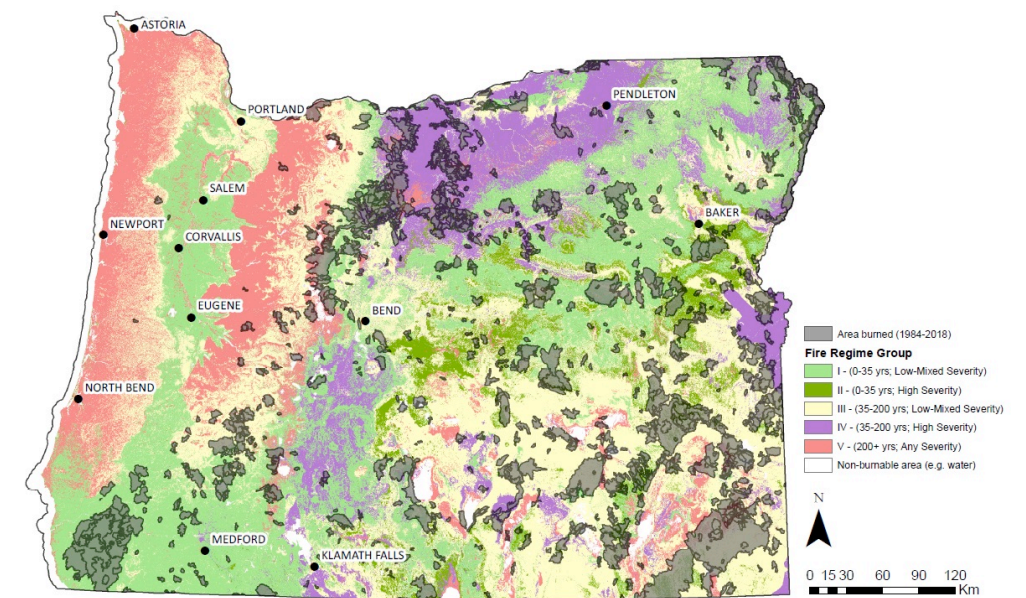 ASTORIA
PORTLAND
PENDLETON
SALEM
BAKER
NEWPORT
CORVALLIS
EUGENE
BEND
NORTH BEND
MEDFORD
KLAMATH FALLS
Area burned (1984-2018)
Fire Regime Group
I - (0-35 yrs; Low-Mixed Severity)
II - (0-35 yrs; High Severity)
III - (35-200 yrs; Low-Mixed Severity)
IV - (35-200 yrs; High Severity)
V - (200+ yrs; Any Severity)
Non-burnable area (e.g. water)
N
0 15 30 60 90 120
Km